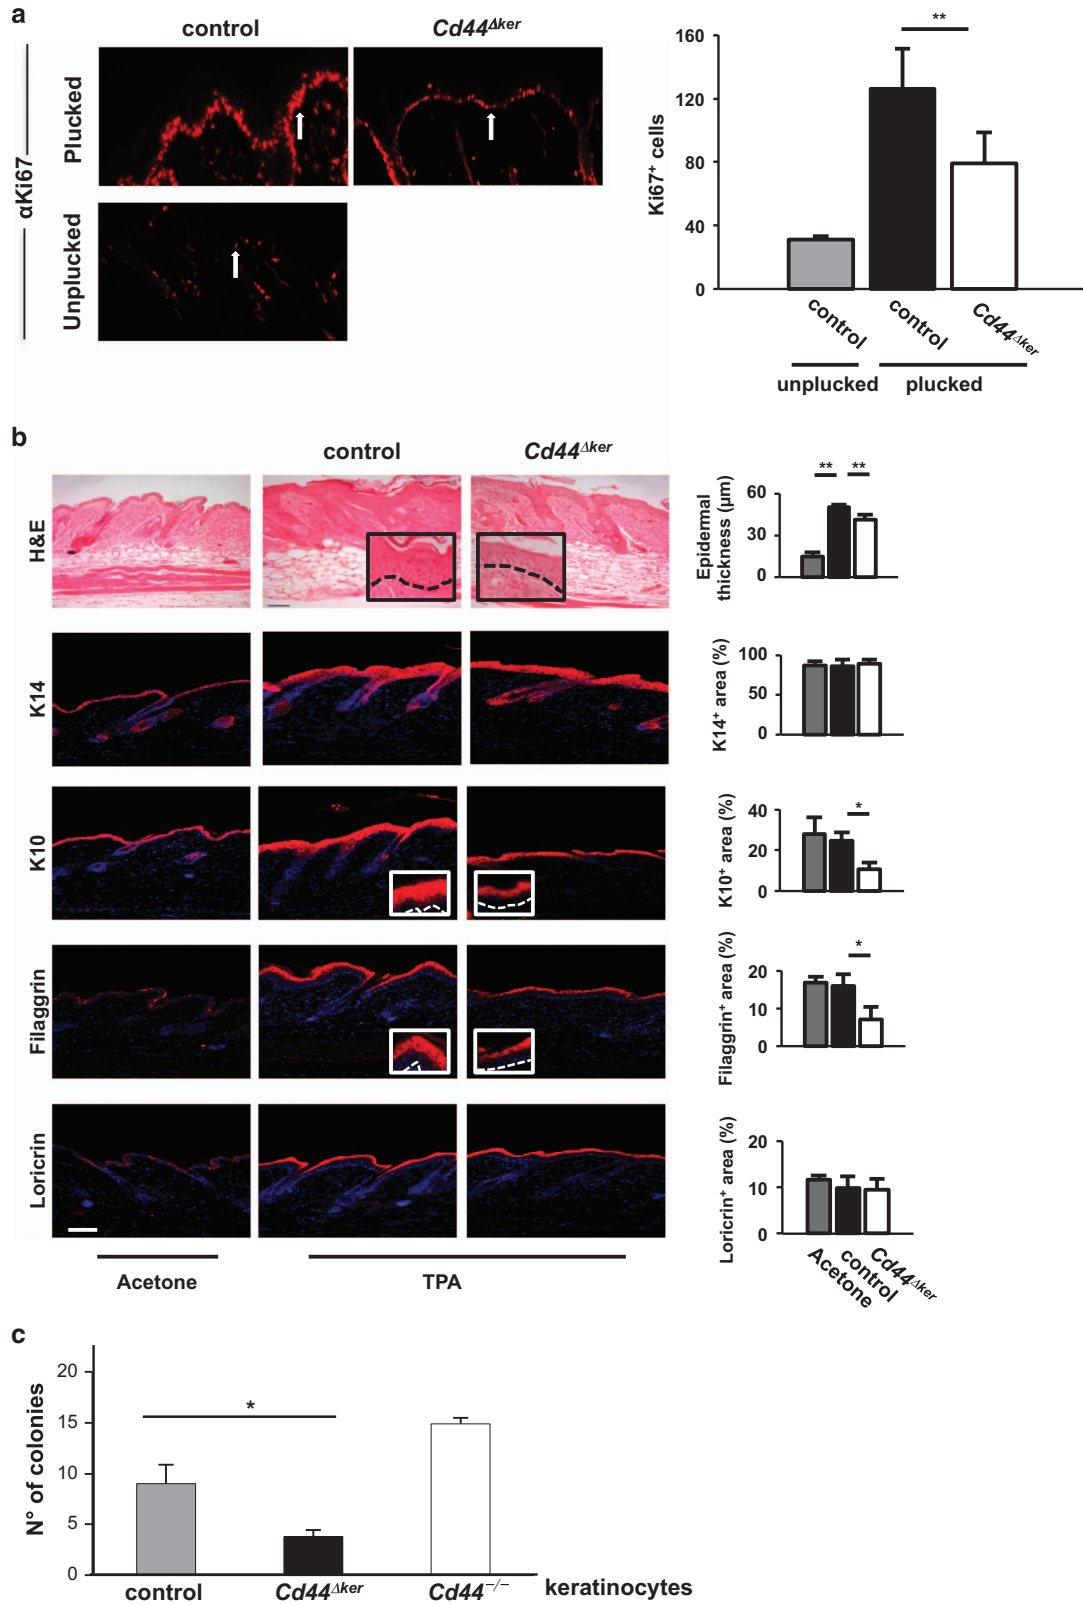 a
control
Cd44Δker
αKi67
Plucked
Unplucked
Ki67+ cells
160
120
80
40
0
**
control
control
Cd44Δker
unplucked
plucked
b
control
Cd44Δker
H&E
K14
K10
Filaggrin
Loricrin
Acetone
TPA
Epidermal
thickness (µm)
60
30
0
** **
K14+ area (%)
100
50
0
K10+ area (%)
40
20
0
*
Filaggrin+ area (%)
20
10
0
*
Loricrin+ area (%)
20
10
0
Acetone
control
Cd44Δker
c
N° of colonies
20
15
10
5
0
*
control
Cd44Δker
Cd44−/−
keratinocytes